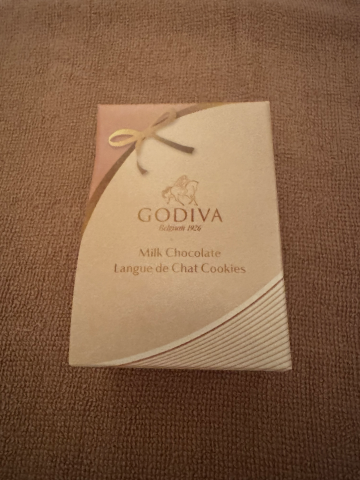 GODIVA
Belgium 1926
Milk Chocolate
Langue de Chat Cookies